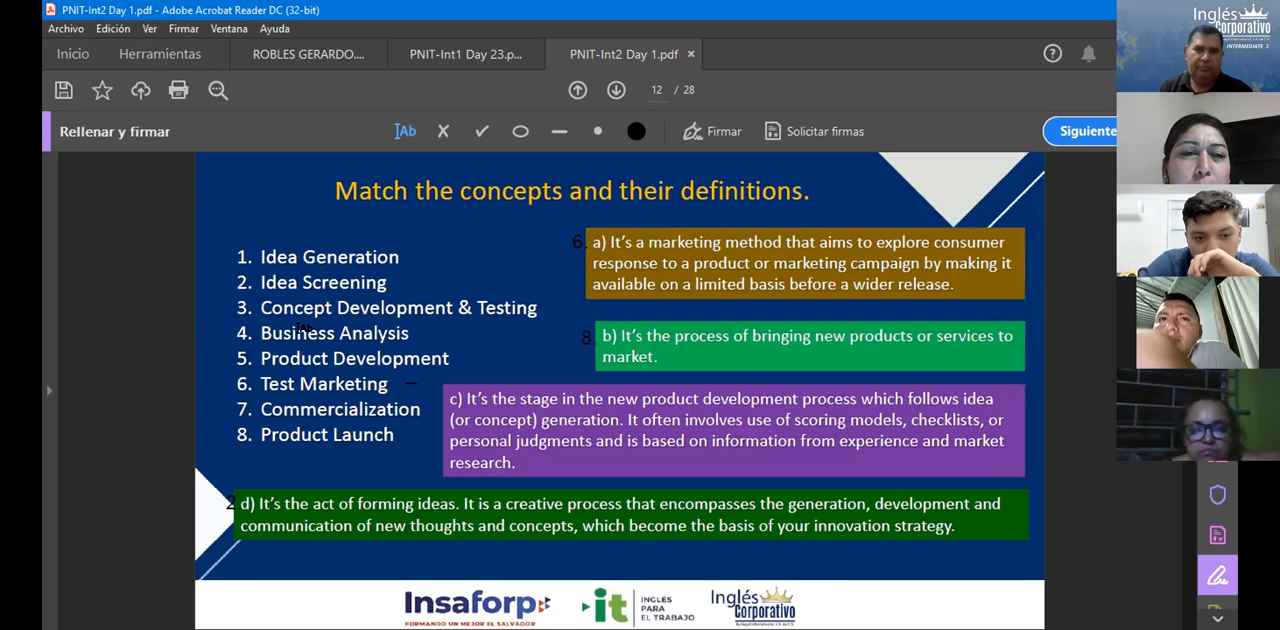 PNIT-Int2 Day 1.pdf - Adobe Acrobat Reader DC (32-bit)
Archivo Edición Ver Firmar Ventana Ayuda
Inicio Herramientas ROBLES GERARDO.... PNIT-Int1 Day 23.p... PNIT-Int2 Day 1.pdf ×
12 / 28
Rellenar y firmar
Ab
Firmar
Solicitar firmas
Siguiente
Match the concepts and their definitions.
1. Idea Generation
2. Idea Screening
3. Concept Development & Testing
4. Business Analysis
5. Product Development
6. Test Marketing
7. Commercialization
8. Product Launch
6.
a) It's a marketing method that aims to explore consumer
response to a product or marketing campaign by making it
available on a limited basis before a wider release.
8.
b) It's the process of bringing new products or services to
market.
c) It's the stage in the new product development process which follows idea
(or concept) generation. It often involves use of scoring models, checklists, or
personal judgments and is based on information from experience and market
research.
2
d) It's the act of forming ideas. It is a creative process that encompasses the generation, development and
communication of new thoughts and concepts, which become the basis of your innovation strategy.
Insaforp
FORMANDO UN MEJOR EL SALVADOR
it
INGLÉS
PARA
EL TRABAJO
Inglés
Corporativo
Inglés
Corporativo
INTERMEDIATE 2